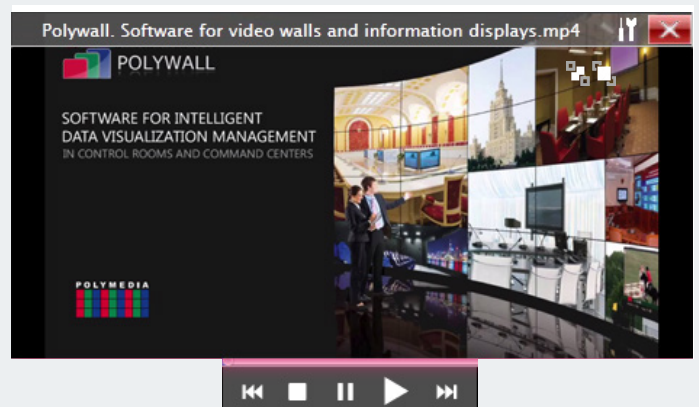 Polywall. Software for video walls and information displays.mp4
POLYWALL
SOFTWARE FOR INTELLIGENT
DATA VISUALIZATION MANAGEMENT
IN CONTROL ROOMS AND COMMAND CENTERS
POLYMEDIA